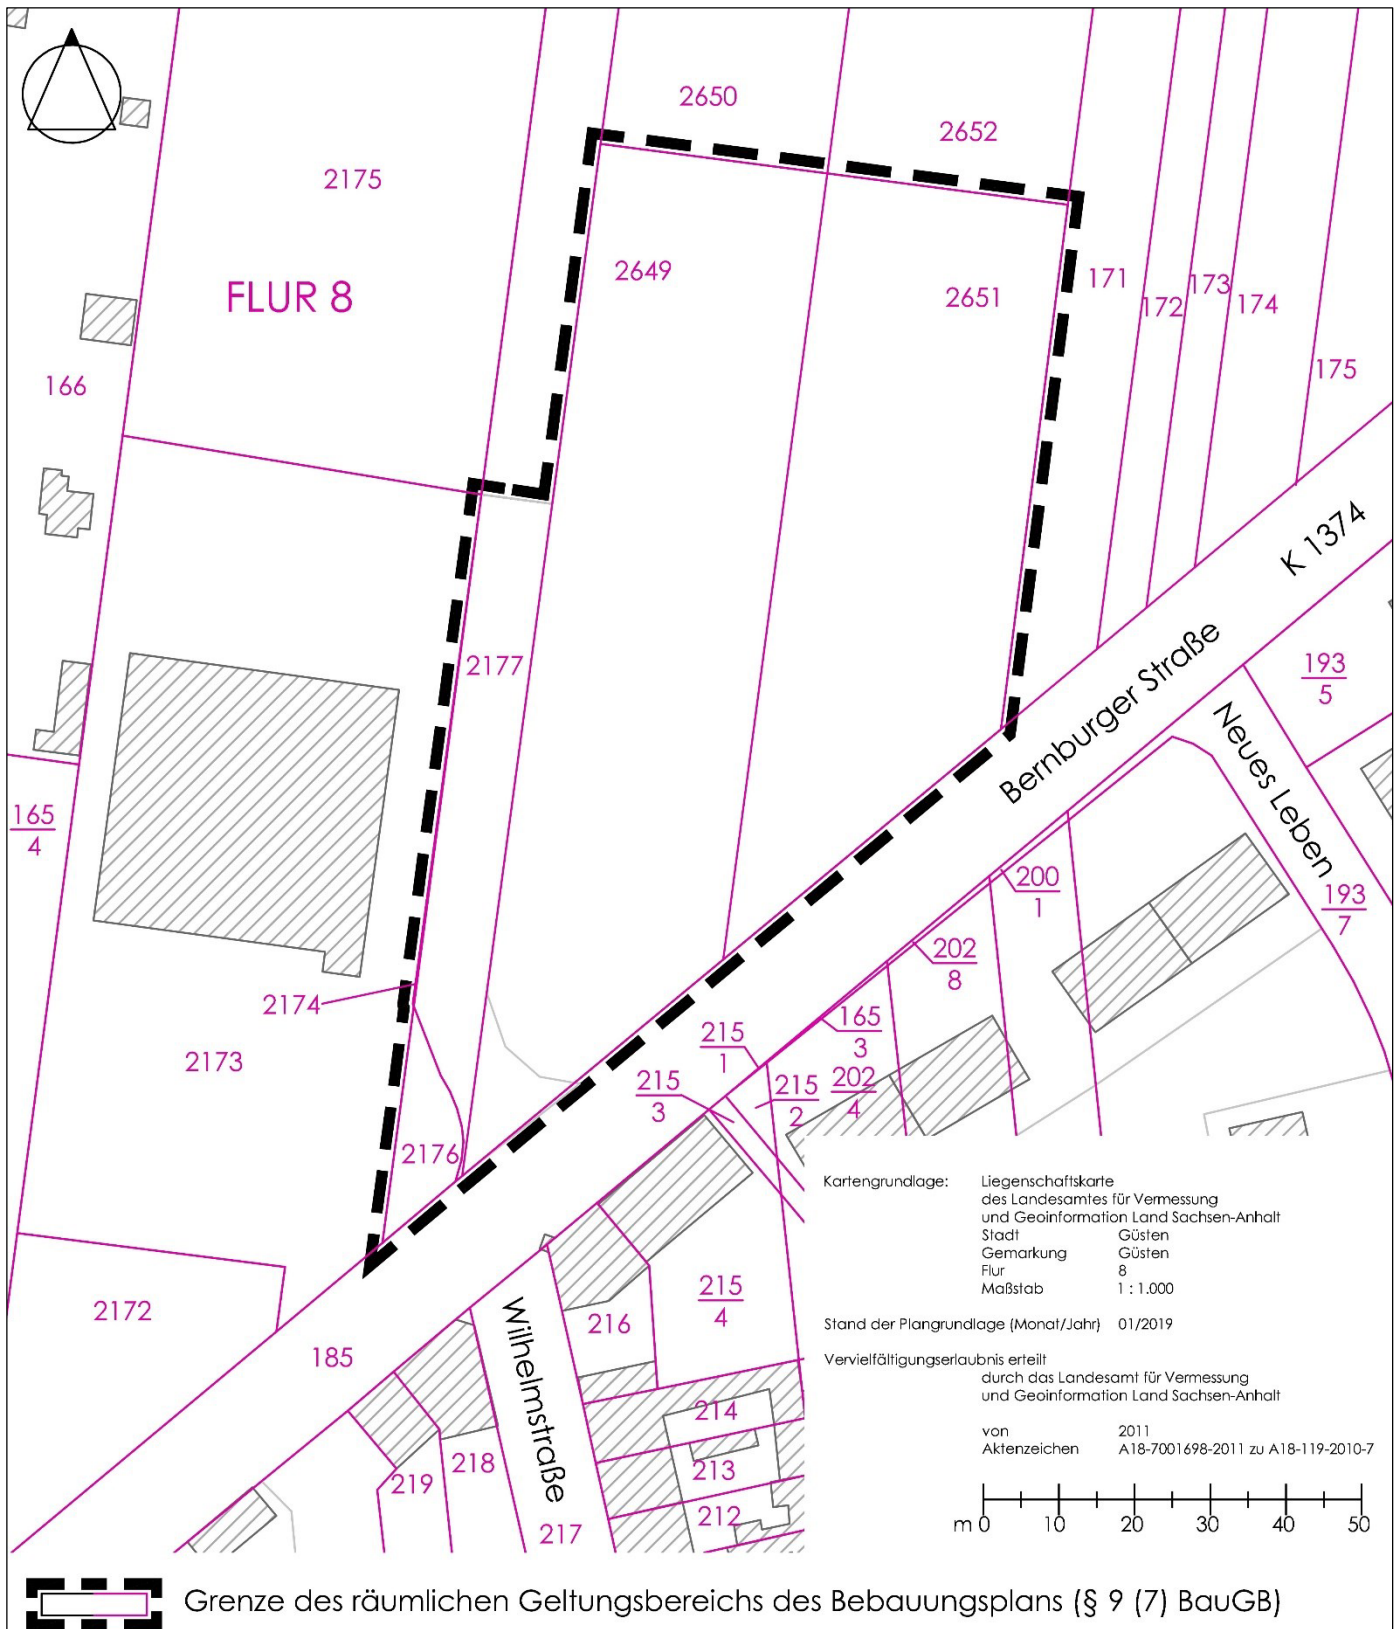 2650
2652
2175
2649
2651
FLUR 8
171
172
173
174
175
166
K 1374
2177
193
5
Bernburger Straße
Neues Leben
165
4
200
1
193
7
202
8
2174
2173
215
1
165
3
215
3
215
2
202
4
2176
Kartengrundlage: Liegenschaftskarte
des Landesamtes für Vermessung
und Geoinformation Land Sachsen-Anhalt
Stadt Güsten
Gemarkung Güsten
Flur 8
Maßstab 1 : 1.000
Stand der Plangrundlage (Monat/Jahr) 01/2019
Vervielfältigungserlaubnis erteilt
durch das Landesamt für Vermessung
und Geoinformation Land Sachsen-Anhalt
von 2011
Aktenzeichen A18-7001698-2011 zu A18-119-2010-7
2172
185
Wilhelmstraße
216
215
4
214
213
212
219
218
217
m 0 10 20 30 40 50
Grenze des räumlichen Geltungsbereichs des Bebauungsplans (§ 9 (7) BauGB)